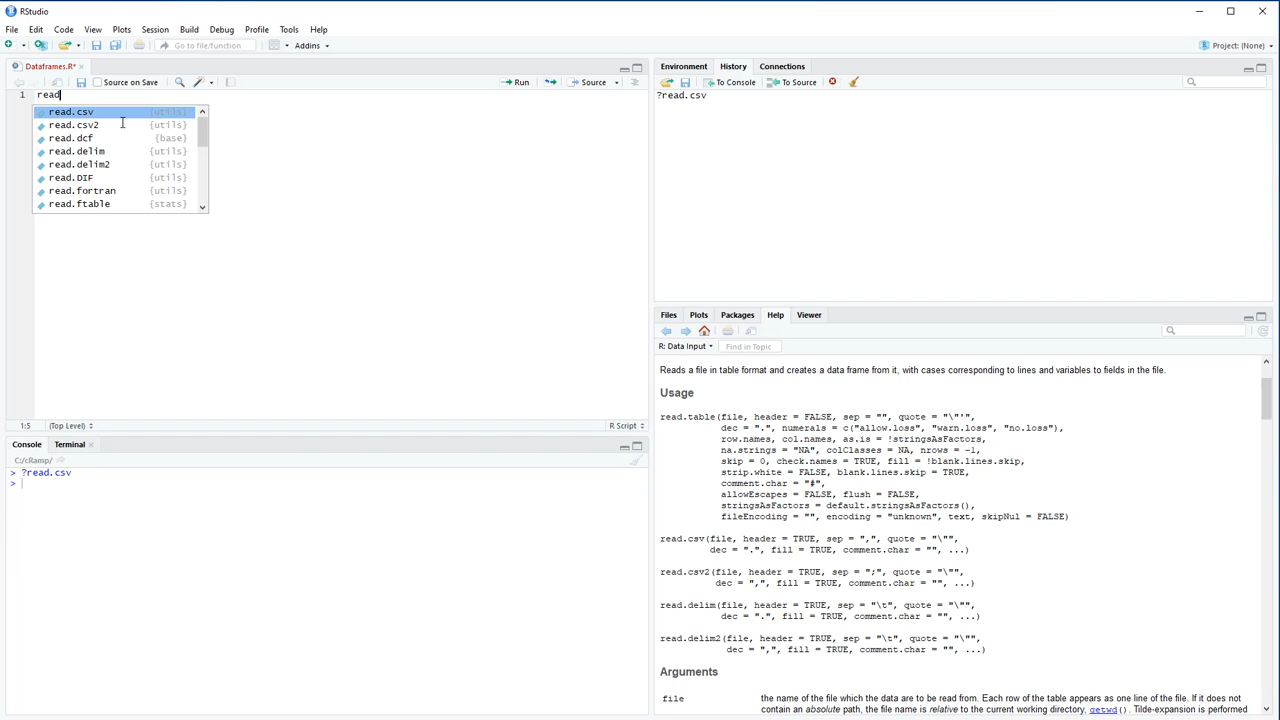 RStudio
File Edit Code View Plots Session Build Debug Profile Tools Help
Go to file/function Addins Project: (None)
Dataframes.R*
Source on Save Run Source
1 read
read.csv {utils}
read.csv2 {utils}
read.dcf {base}
read.delim {utils}
read.delim2 {utils}
read.DIF {utils}
read.fortran {utils}
read.ftable {stats}
1:5 (Top Level) R Script
Console Terminal
C:/cRamp/
> ?read.csv
>
Environment History Connections
To Console To Source
?read.csv
Files Plots Packages Help Viewer
R: Data Input Find in Topic
Reads a file in table format and creates a data frame from it, with cases corresponding to lines and variables to fields in the file.
Usage
read.table(file, header = FALSE, sep = "", quote = "\"'",
dec = ".", numerals = c("allow.loss", "warn.loss", "no.loss"),
row.names, col.names, as.is = !stringsAsFactors,
na.strings = "NA", colClasses = NA, nrows = -1,
skip = 0, check.names = TRUE, fill = !blank.lines.skip,
strip.white = FALSE, blank.lines.skip = TRUE,
comment.char = "#",
allowEscapes = FALSE, flush = FALSE,
stringsAsFactors = default.stringsAsFactors(),
fileEncoding = "", encoding = "unknown", text, skipNul = FALSE)
read.csv(file, header = TRUE, sep = ",", quote = "\"",
dec = ".", fill = TRUE, comment.char = "", ...)
read.csv2(file, header = TRUE, sep = ";", quote = "\"",
dec = ",", fill = TRUE, comment.char = "", ...)
read.delim(file, header = TRUE, sep = "\t", quote = "\"",
dec = ".", fill = TRUE, comment.char = "", ...)
read.delim2(file, header = TRUE, sep = "\t", quote = "\"",
dec = ",", fill = TRUE, comment.char = "", ...)
Arguments
file the name of the file which the data are to be read from. Each row of the table appears as one line of the file. If it does not
contain an absolute path, the file name is relative to the current working directory, getwd(). Tilde-expansion is performed